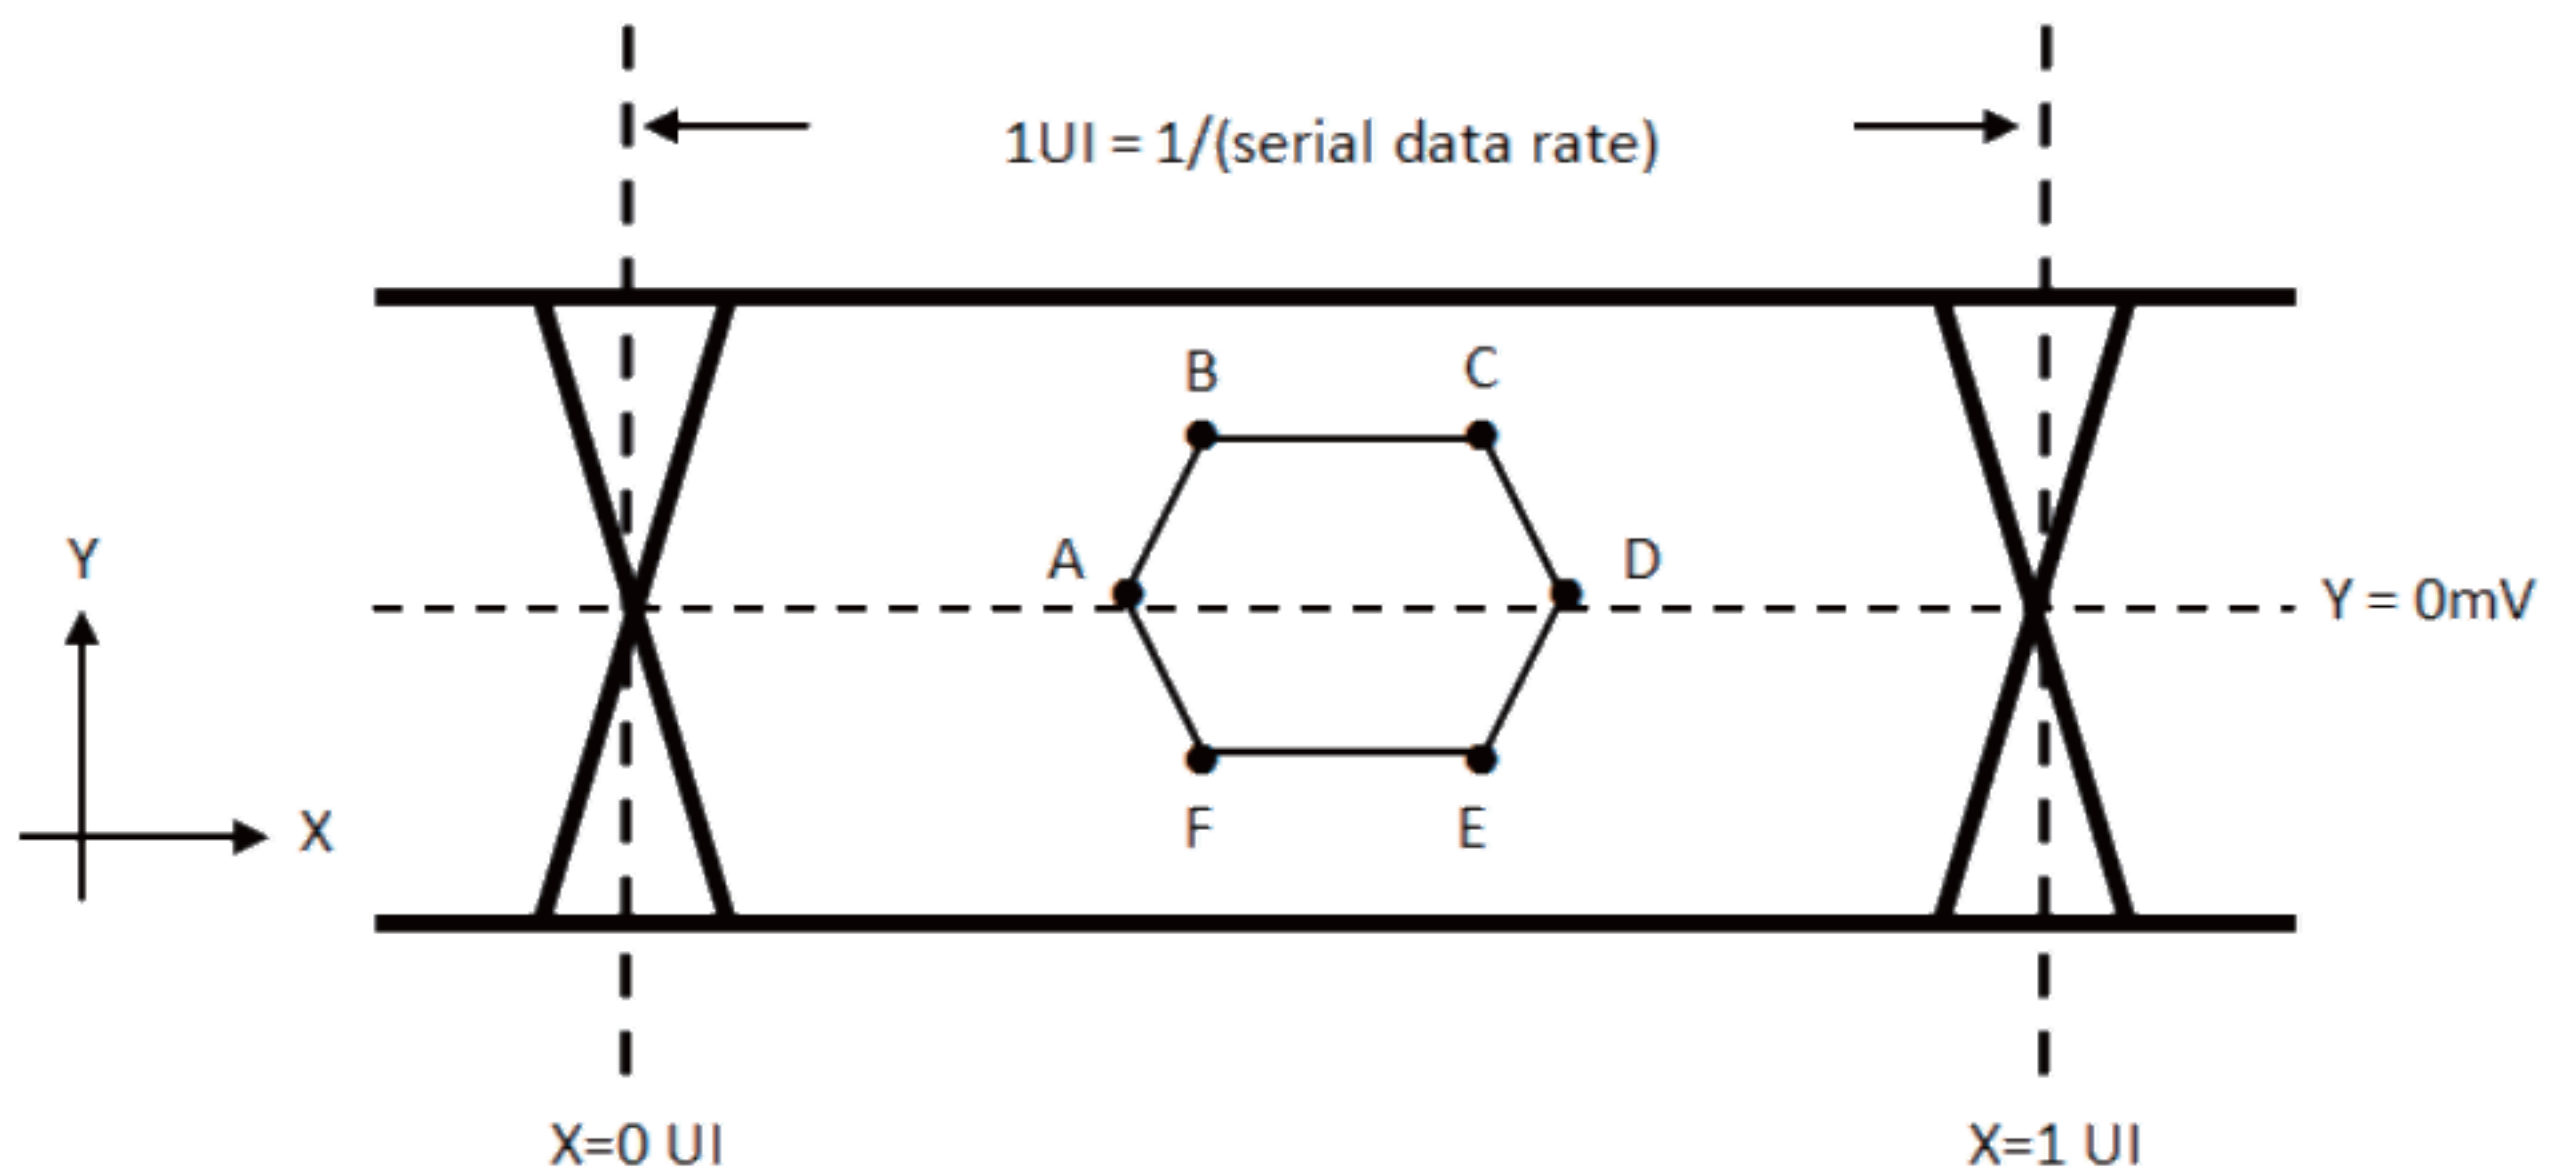 1UI = 1/(serial data rate)
B
C
A
D
Y
Y = 0mV
X
F
E
X=0 UI
X=1 UI